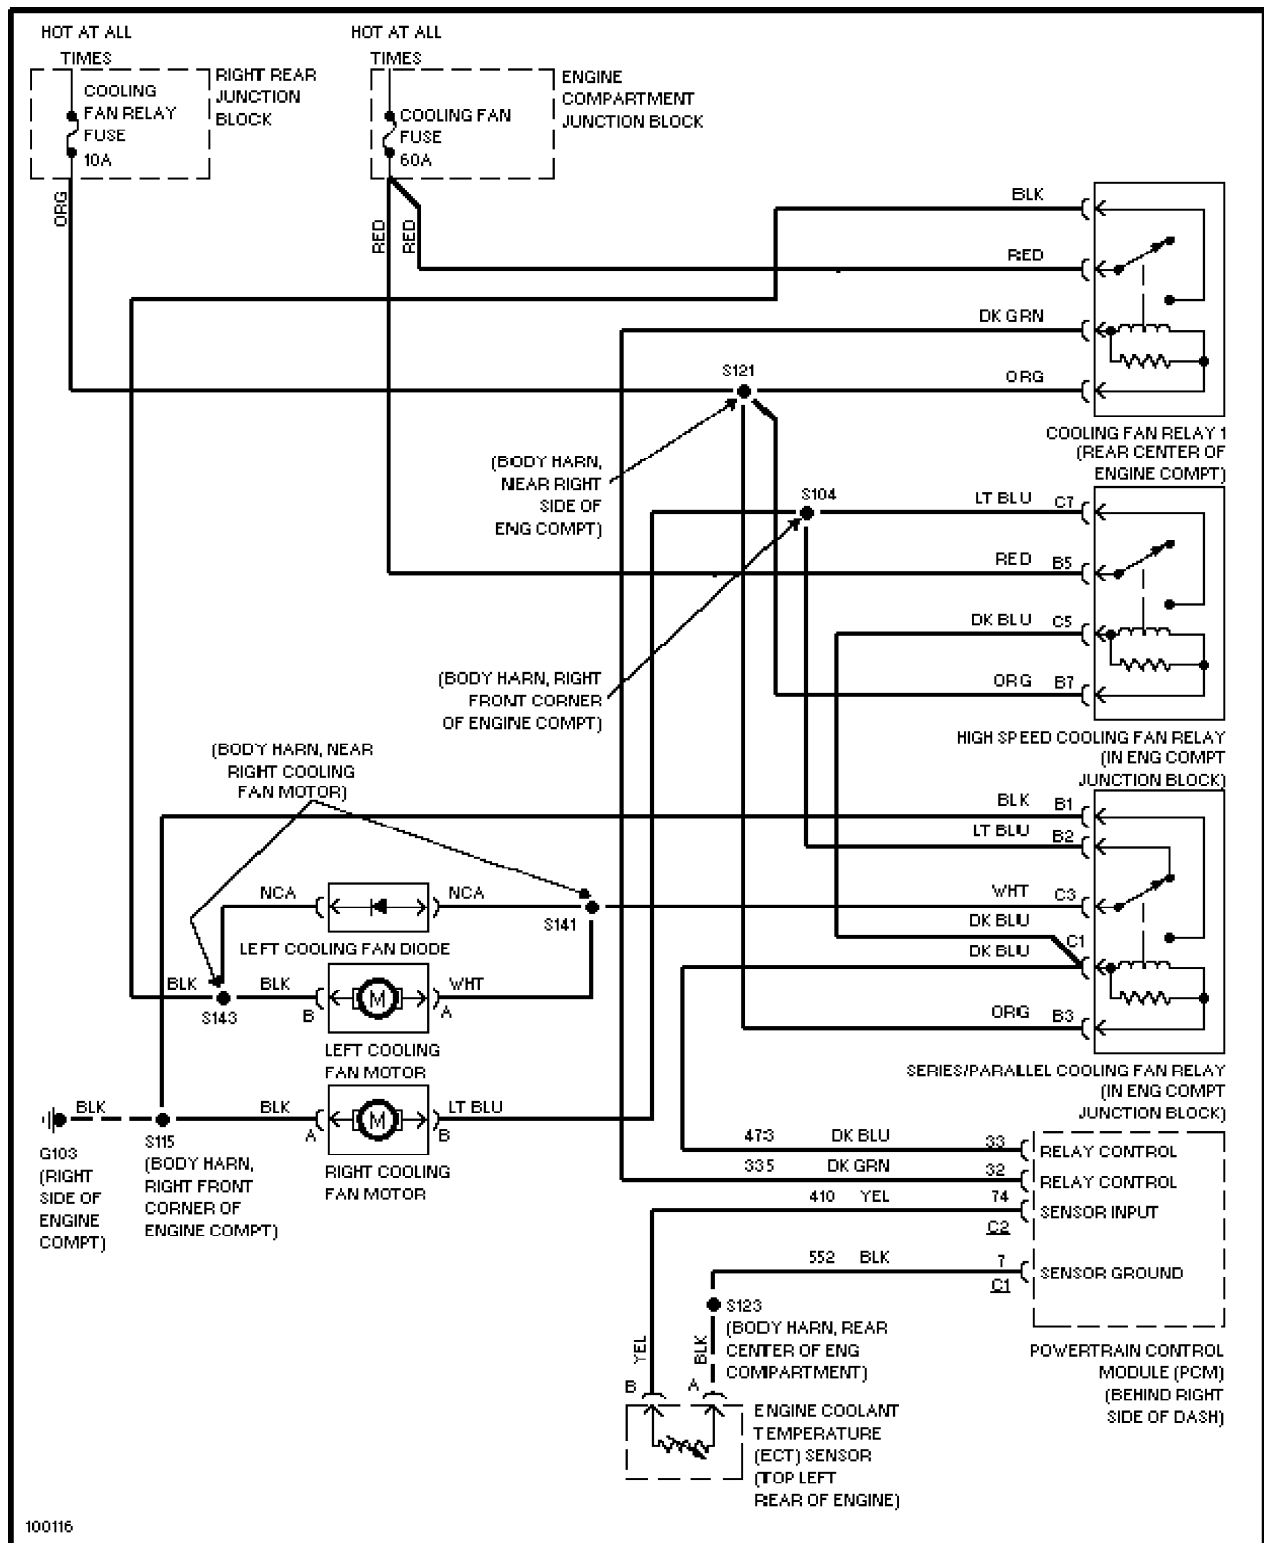 HOT AT ALL
TIMES
COOLING
FAN RELAY
FUSE
10A
RIGHT REAR
JUNCTION
BLOCK
HOT AT ALL
TIMES
COOLING FAN
FUSE
60A
ENGINE
COMPARTMENT
JUNCTION BLOCK
ORG
RED
RED
BLK
RED
DK GRN
ORG
S121
COOLING FAN RELAY 1
(REAR CENTER OF
ENGINE COMPT)
(BODY HARN,
NEAR RIGHT
SIDE OF
ENG COMPT)
S104
LT BLU C7
RED B5
DK BLU C5
ORG B7
(BODY HARN, RIGHT
FRONT CORNER
OF ENGINE COMPT)
HIGH SPEED COOLING FAN RELAY
(IN ENG COMPT
JUNCTION BLOCK)
(BODY HARN, NEAR
RIGHT COOLING
FAN MOTOR)
BLK B1
LT BLU B2
WHT C3
DK BLU
C1
DK BLU
ORG B3
NCA
NCA
S141
LEFT COOLING FAN DIODE
BLK
S143
BLK
B
M
WHT
A
LEFT COOLING
FAN MOTOR
SERIES/PARALLEL COOLING FAN RELAY
(IN ENG COMPT
JUNCTION BLOCK)
BLK
G103
(RIGHT
SIDE OF
ENGINE
COMPT)
S115
(BODY HARN,
RIGHT FRONT
CORNER OF
ENGINE COMPT)
BLK
A
M
LT BLU
B
RIGHT COOLING
FAN MOTOR
473 DK BLU 33 RELAY CONTROL
335 DK GRN 32 RELAY CONTROL
410 YEL 74 SENSOR INPUT
C2
552 BLK 7 SENSOR GROUND
C1
S123
(BODY HARN, REAR
CENTER OF ENG
COMPARTMENT)
YEL
BLK
B
A
POWERTRAIN CONTROL
MODULE (PCM)
(BEHIND RIGHT
SIDE OF DASH)
ENGINE COOLANT
TEMPERATURE
(ECT) SENSOR
(TOP LEFT
REAR OF ENGINE)
100116